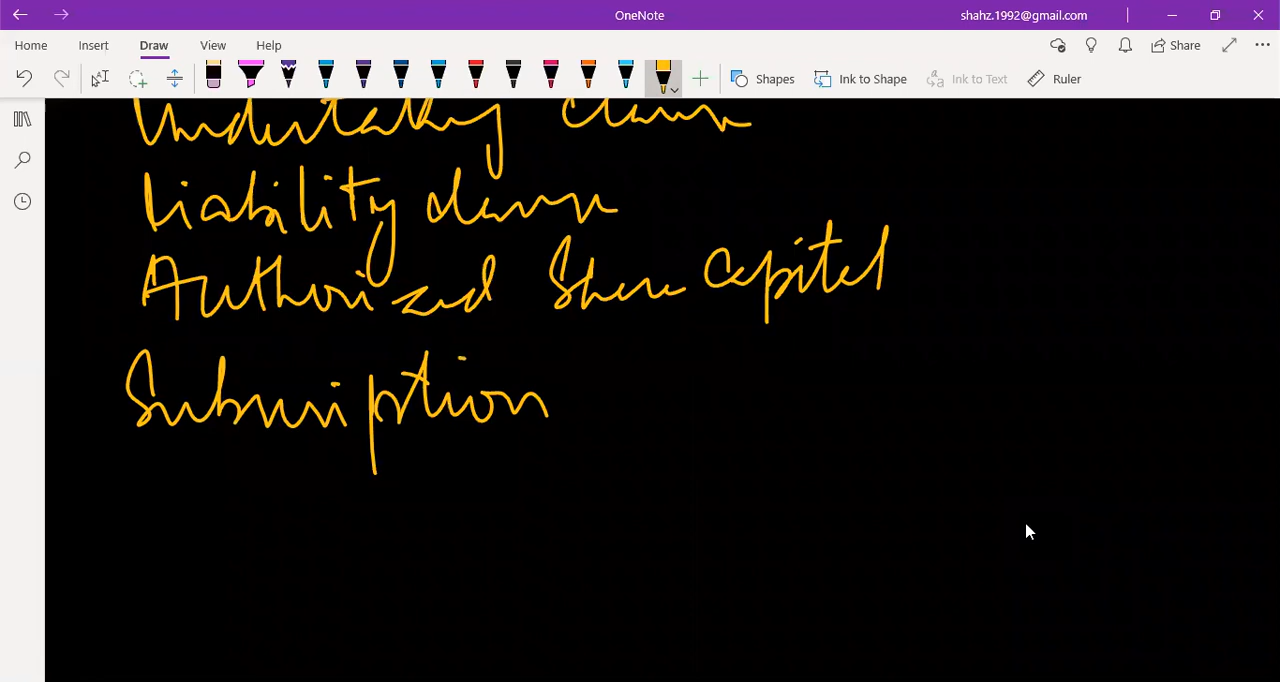 OneNote
shahz.1992@gmail.com
Home Insert Draw View Help
Share
Shapes
Ink to Shape
Ink to Text
Ruler
Undertaking clause
Liability clause
Authorized Share Capital
Subscription